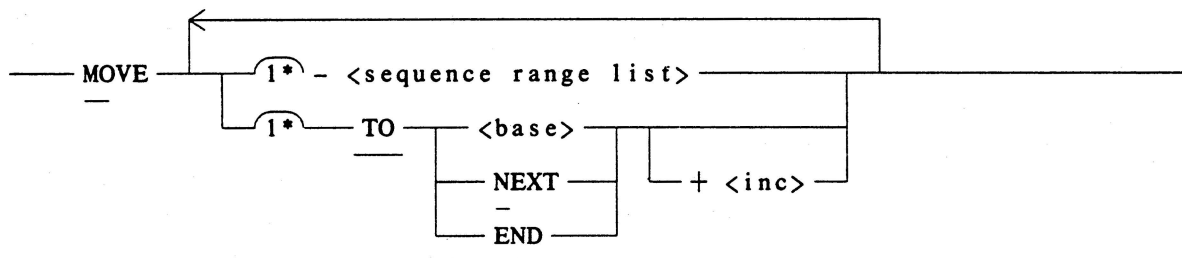 MOVE 1* - <sequence range list>
1* TO <base>
+ <inc>
NEXT
END